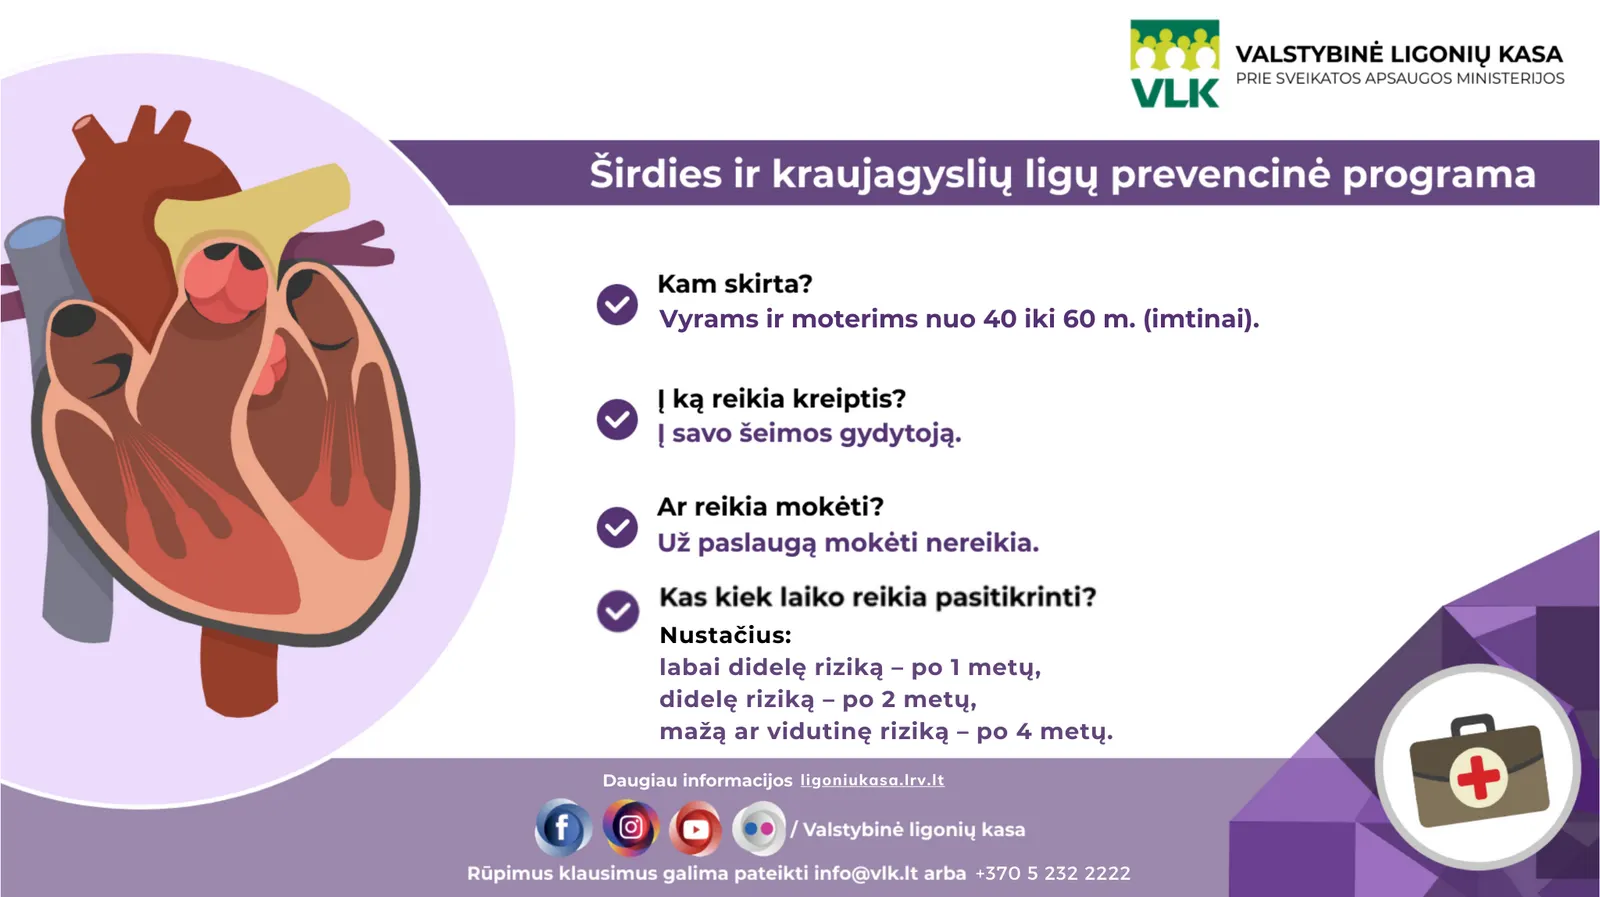 VLK
VALSTYBINĖ LIGONIŲ KASA
PRIE SVEIKATOS APSAUGOS MINISTERIJOS
Širdies ir kraujagyslių ligų prevencinė programa
Kam skirta?
Vyrams ir moterims nuo 40 iki 60 m. (imtinai).
Į ką reikia kreiptis?
Į savo šeimos gydytoją.
Ar reikia mokėti?
Už paslaugą mokėti nereikia.
Kas kiek laiko reikia pasitikrinti?
Nustačius:
labai didelę riziką – po 1 metų,
didelę riziką – po 2 metų,
mažą ar vidutinę riziką – po 4 metų.
Daugiau informacijos ligoniukasa.lrv.lt
/ Valstybinė ligonių kasa
Rūpimus klausimus galima pateikti info@vlk.lt arba +370 5 232 2222